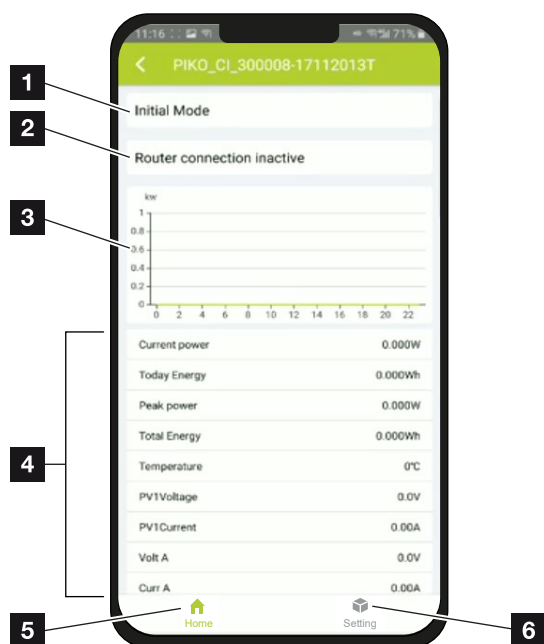 11:16 71%
PIKO_CI_300008-17112013T
1
Initial Mode
2
Router connection inactive
3
kw
1
0.8
0.6
0.4
0.2
0
0 2 4 6 8 10 12 14 16 18 20 22
4
Current power 0.000W
Today Energy 0.000Wh
Peak power 0.000W
Total Energy 0.000Wh
Temperature 0℃
PV1Voltage 0.0V
PV1Current 0.00A
Volt A 0.0V
Curr A 0.00A
5 Home Setting 6